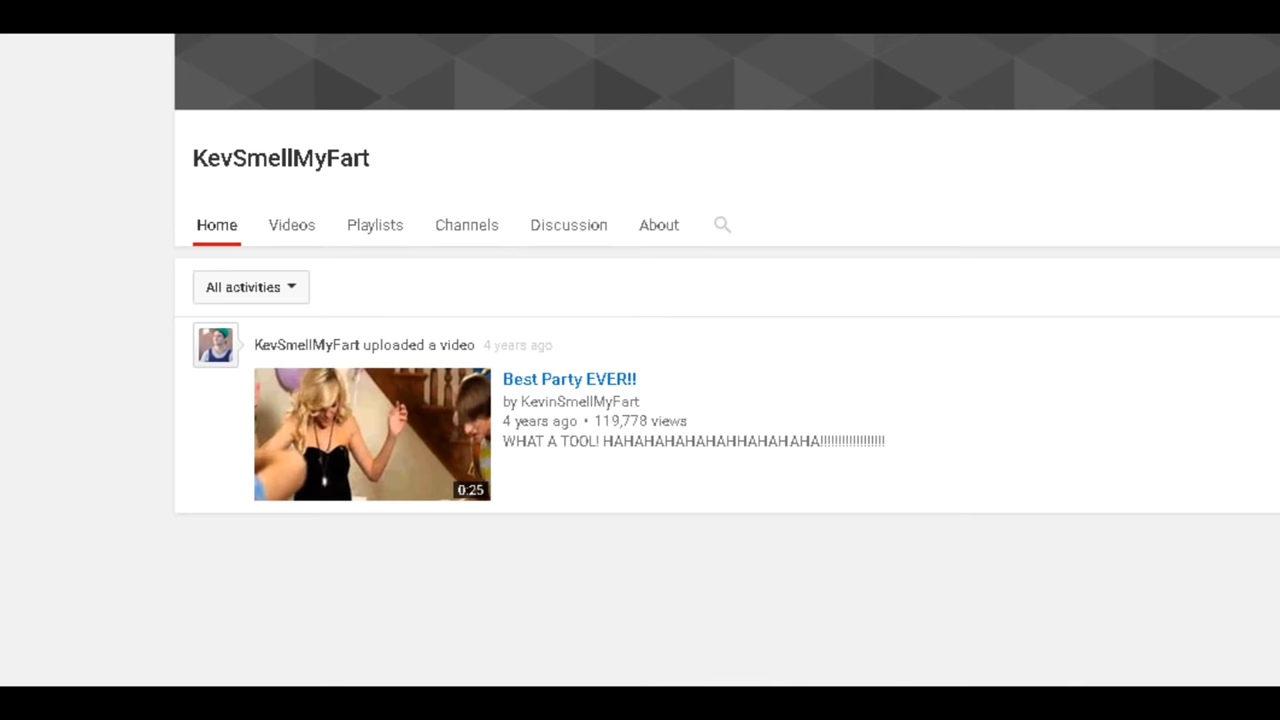 KevSmellMyFart
Home Videos Playlists Channels Discussion About
All activities
KevSmellMyFart uploaded a video 4 years ago
Best Party EVER!!
by KevinSmellMyFart
4 years ago • 119,778 views
WHAT A TOOL! HAHAHAHAHAHAHHAHAHAHA!!!!!!!!!!!!!!!!!!
0:25